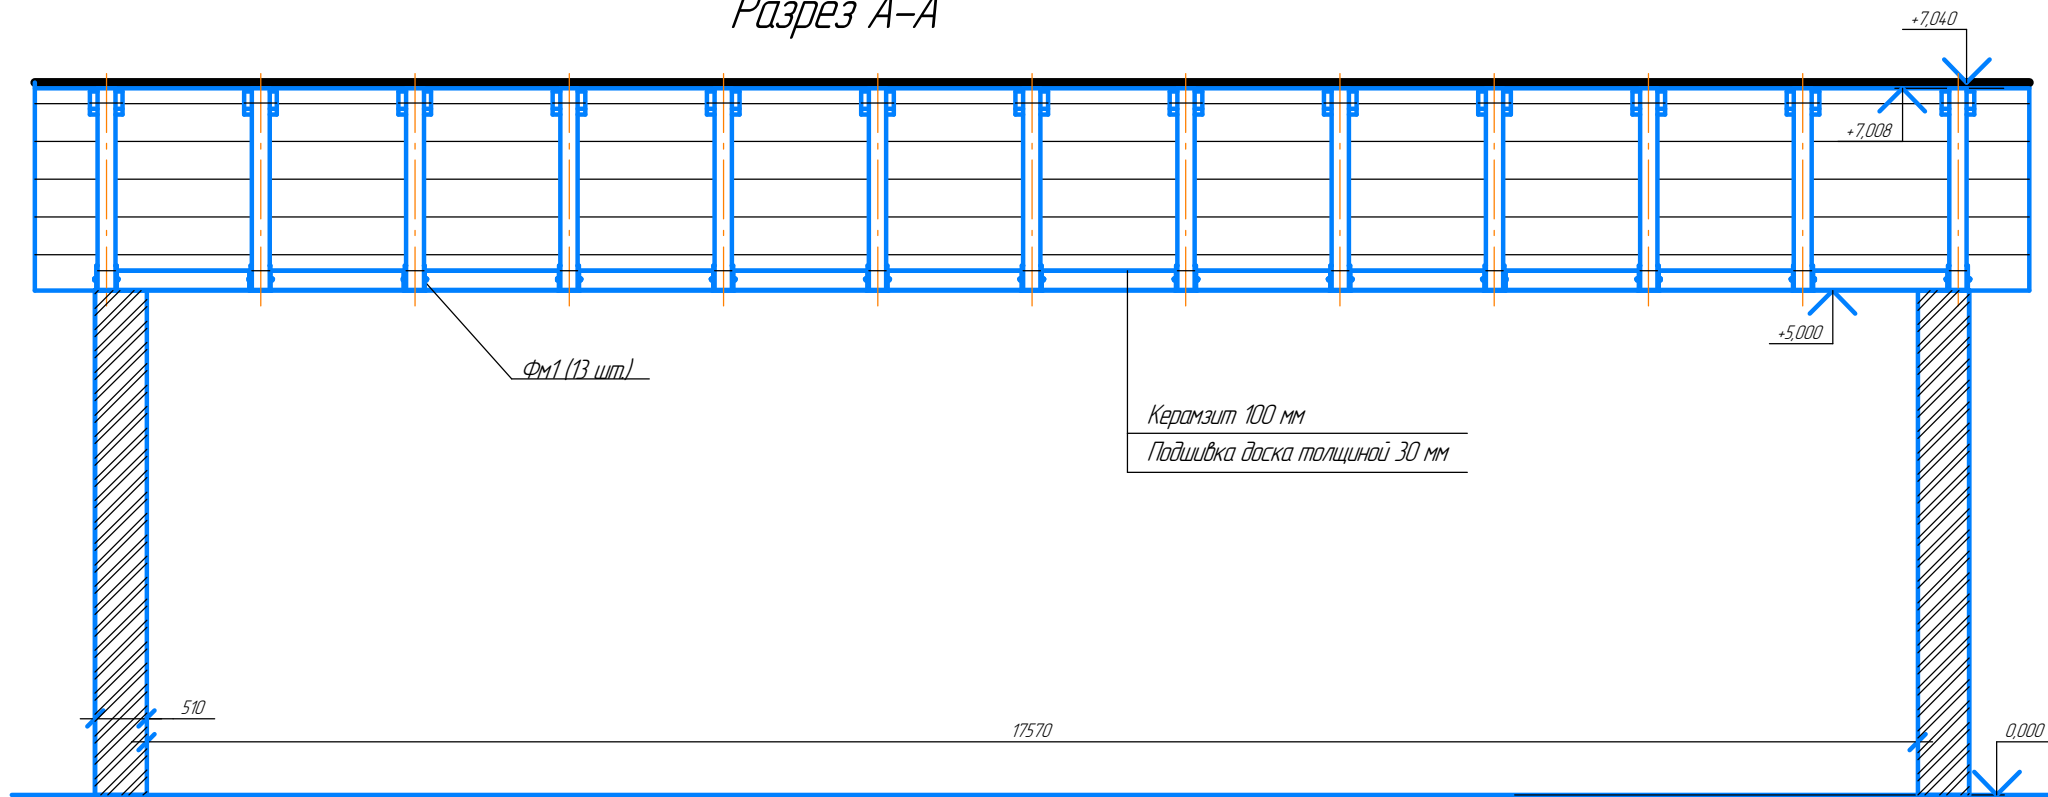 Разрез А-А
+7,040
+7,008
+5,000
Фм1 (13 шт.)
Керамзит 100 мм
Подшивка доска толщиной 30 мм
510
17570
0,000